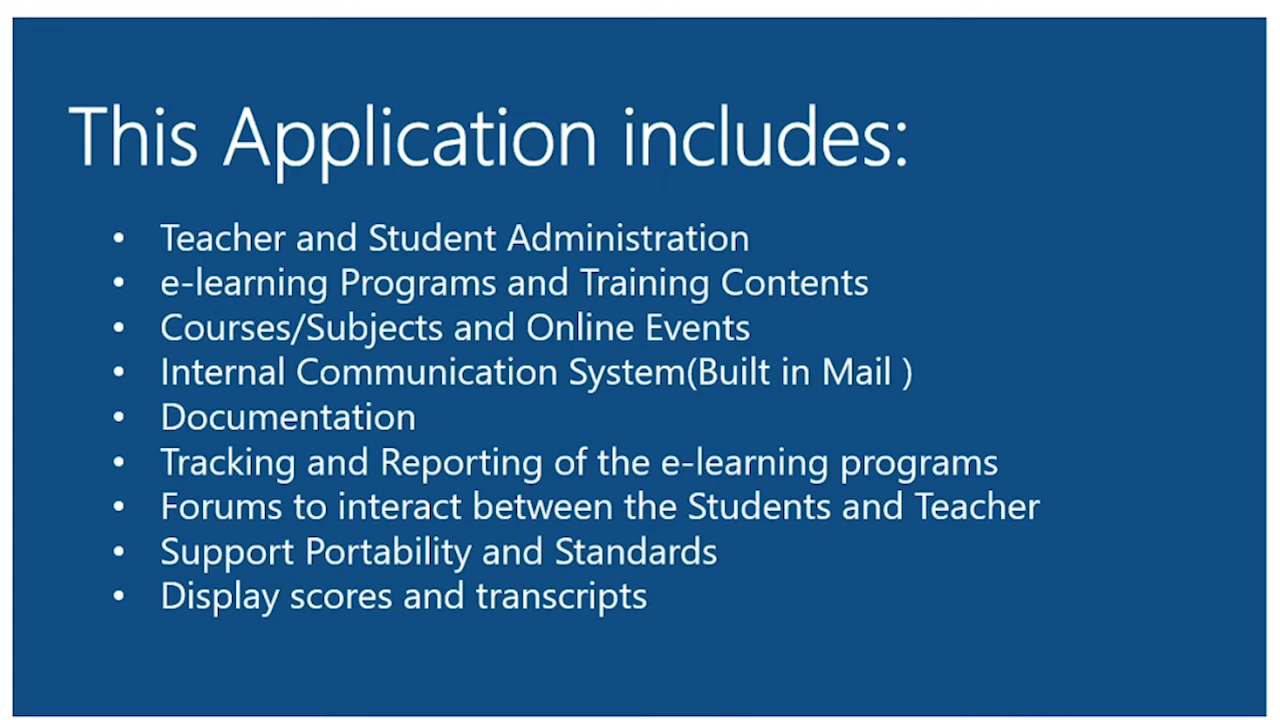 This Application includes:
• Teacher and Student Administration
• e-learning Programs and Training Contents
• Courses/Subjects and Online Events
• Internal Communication System(Built in Mail )
• Documentation
• Tracking and Reporting of the e-learning programs
• Forums to interact between the Students and Teacher
• Support Portability and Standards
• Display scores and transcripts